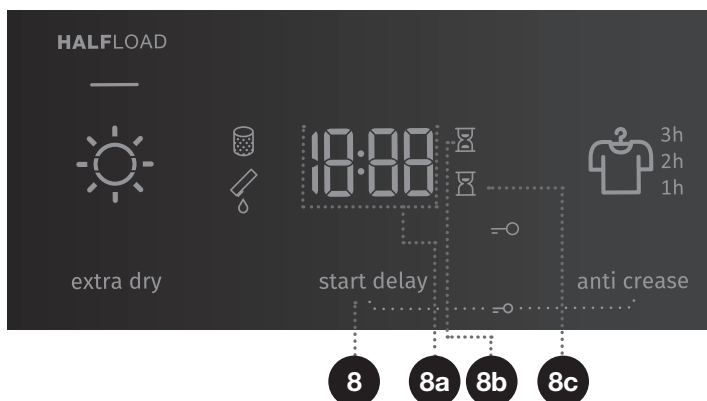 HALFLOAD
18:88
3h
2h
1h
extra dry
start delay
anti crease
8
8a
8b
8c